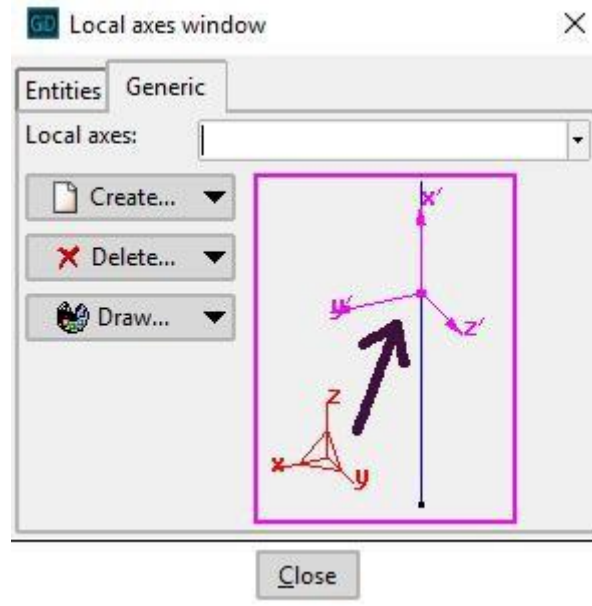 GD Local axes window
Entities Generic
Local axes:
Create...
Delete...
Draw...
x′
y′
z′
z
x
y
Close